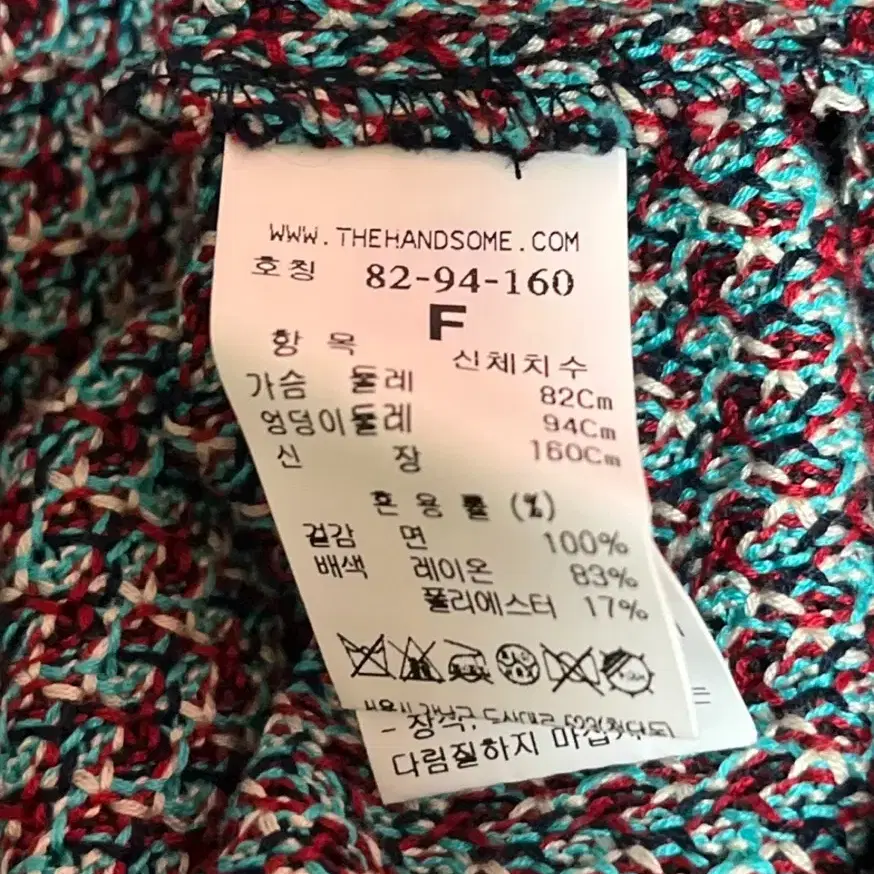 WWW.THEHANDSOME.COM
호칭 82-94-160
F
항 목 신체치수
가슴 둘레 82Cm
엉덩이둘레 94Cm
신 장 160Cm
혼 용 률 (%)
겉감 면 100%
배색 레이온 83%
폴리에스터 17%
다림질하지 마십시